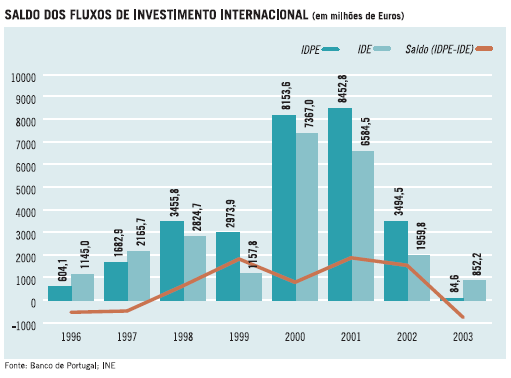 SALDO DOS FLUXOS DE INVESTIMENTO INTERNACIONAL (em milhões de Euros)
IDPE IDE Saldo (IDPE-IDE)
10000
9000
8000
7000
6000
5000
4000
3000
2000
1000
0
-1000
604,1 1145,0 1682,9 2165,7 3455,8 2824,7 2973,9 1157,8 8153,6 7367,0 8452,8 6584,5 3494,5 1959,8 84,6 852,2
1996 1997 1998 1999 2000 2001 2002 2003
Fonte: Banco de Portugal; INE